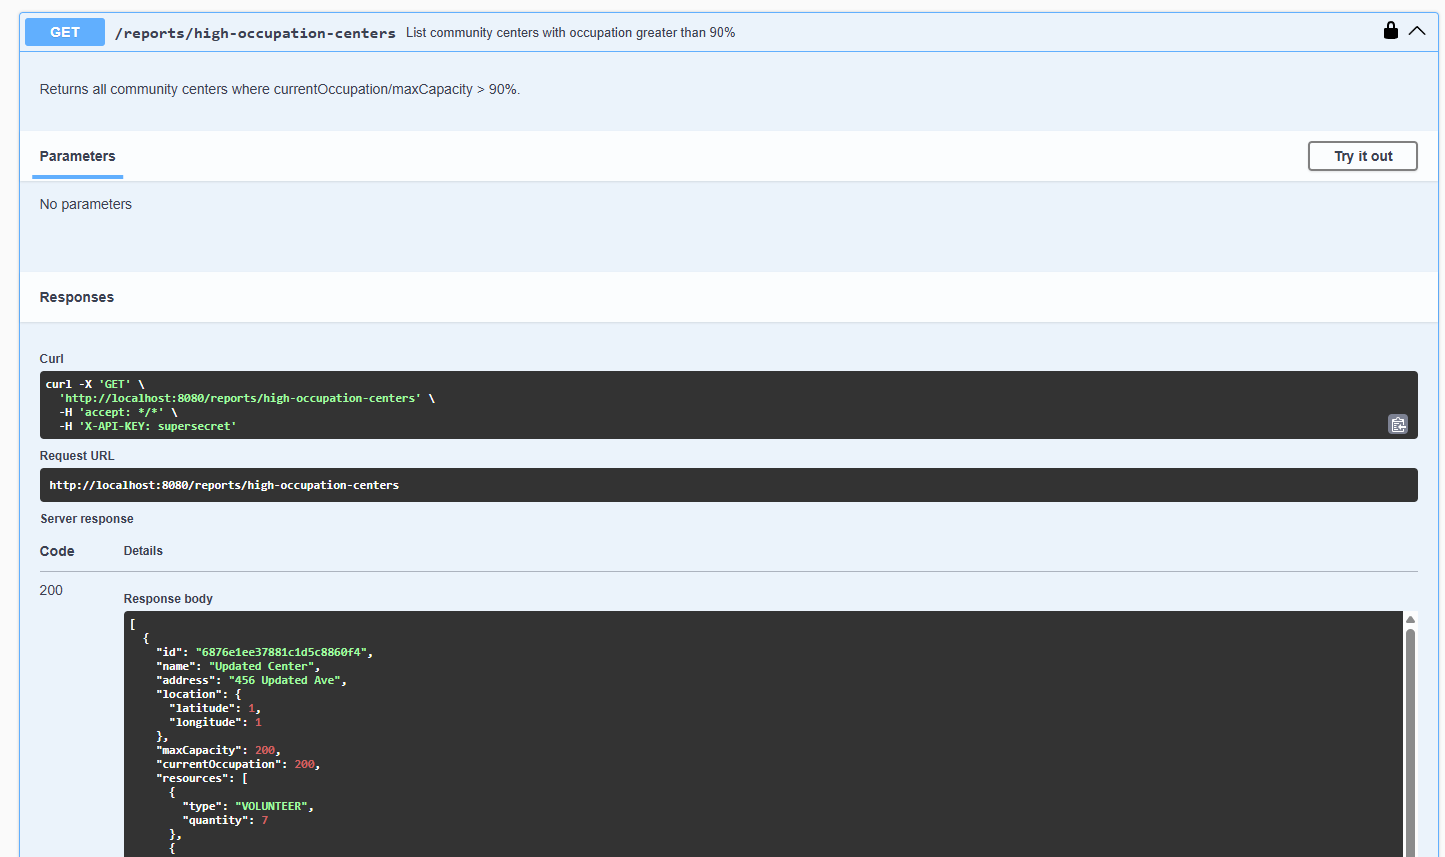 GET /reports/high-occupation-centers List community centers with occupation greater than 90%
Returns all community centers where currentOccupation/maxCapacity > 90%.
Parameters
Try it out
No parameters
Responses
Curl
curl -X 'GET' \
  'http://localhost:8080/reports/high-occupation-centers' \
  -H 'accept: */*' \
  -H 'X-API-KEY: supersecret'
Request URL
http://localhost:8080/reports/high-occupation-centers
Server response
Code Details
200
Response body
[
  {
    "id": "6876e1ee37881c1d5c8860f4",
    "name": "Updated Center",
    "address": "456 Updated Ave",
    "location": {
      "latitude": 1,
      "longitude": 1
    },
    "maxCapacity": 200,
    "currentOccupation": 200,
    "resources": [
      {
        "type": "VOLUNTEER",
        "quantity": 7
      },
      {